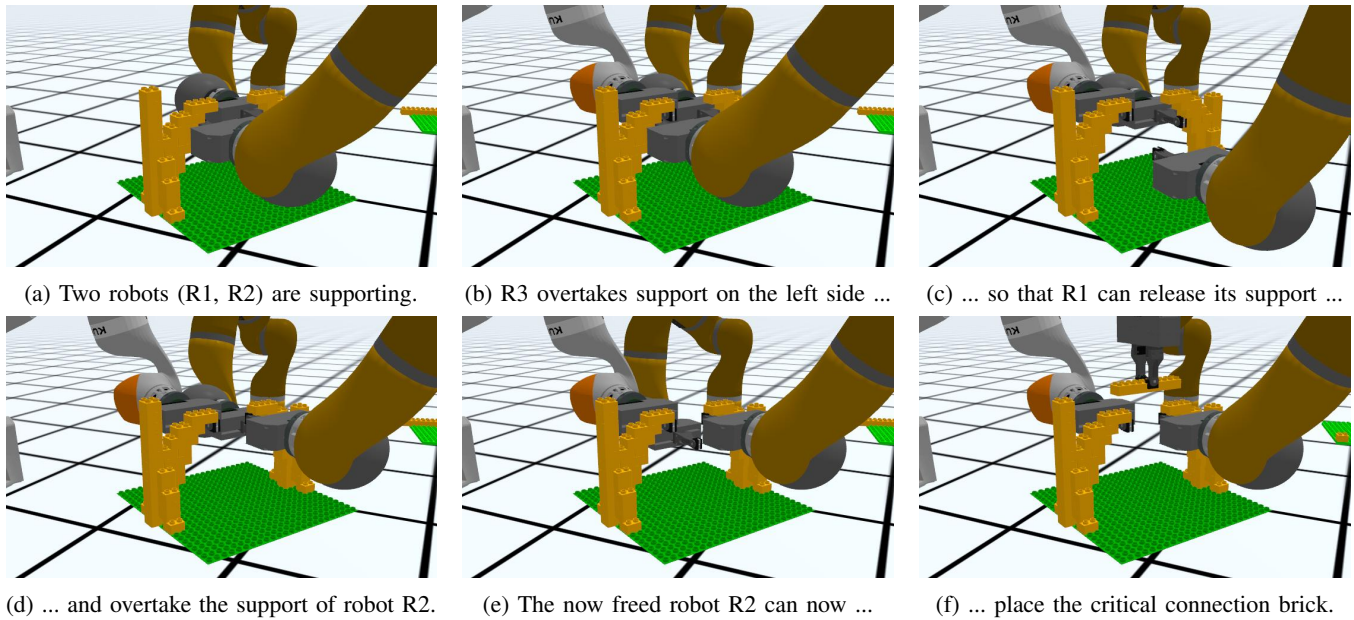 (a) Two robots (R1, R2) are supporting.
(b) R3 overtakes support on the left side ...
(c) ... so that R1 can release its support ...
(d) ... and overtake the support of robot R2.
(e) The now freed robot R2 can now ...
(f) ... place the critical connection brick.